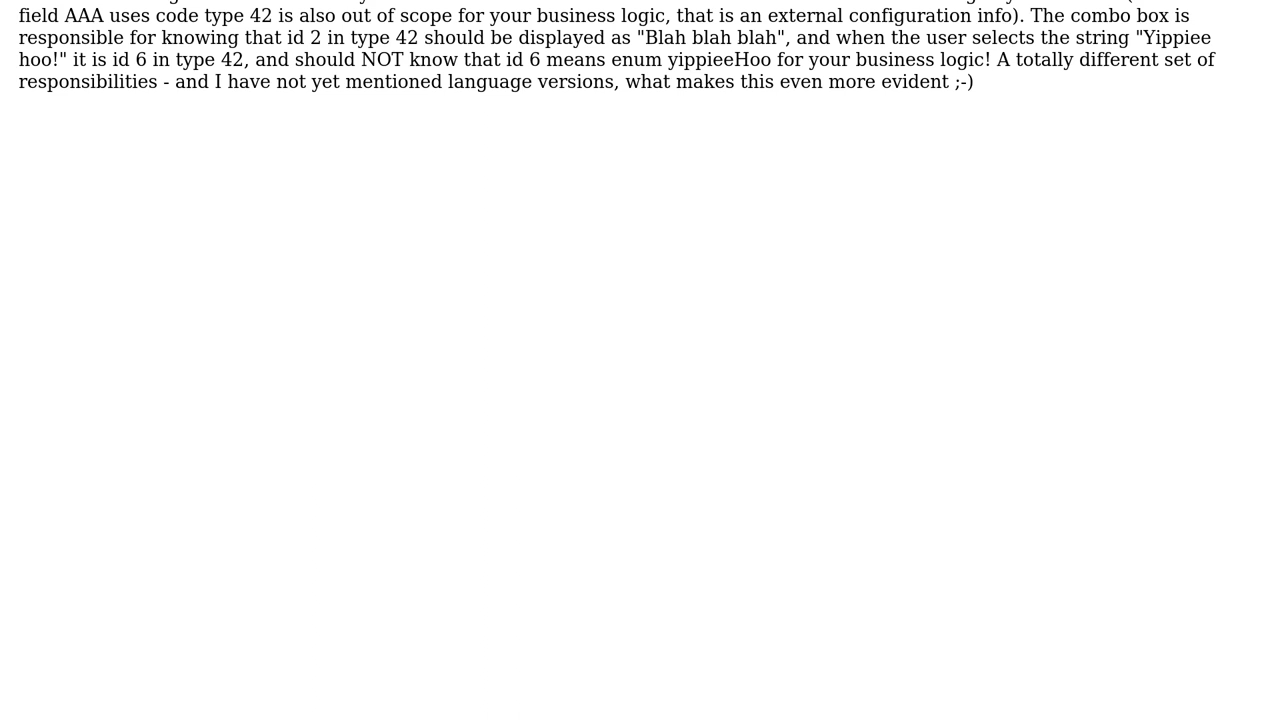 field AAA uses code type 42 is also out of scope for your business logic, that is an external configuration info). The combo box is
responsible for knowing that id 2 in type 42 should be displayed as "Blah blah blah", and when the user selects the string "Yippiee
hoo!" it is id 6 in type 42, and should NOT know that id 6 means enum yippieeHoo for your business logic! A totally different set of
responsibilities - and I have not yet mentioned language versions, what makes this even more evident ;-)